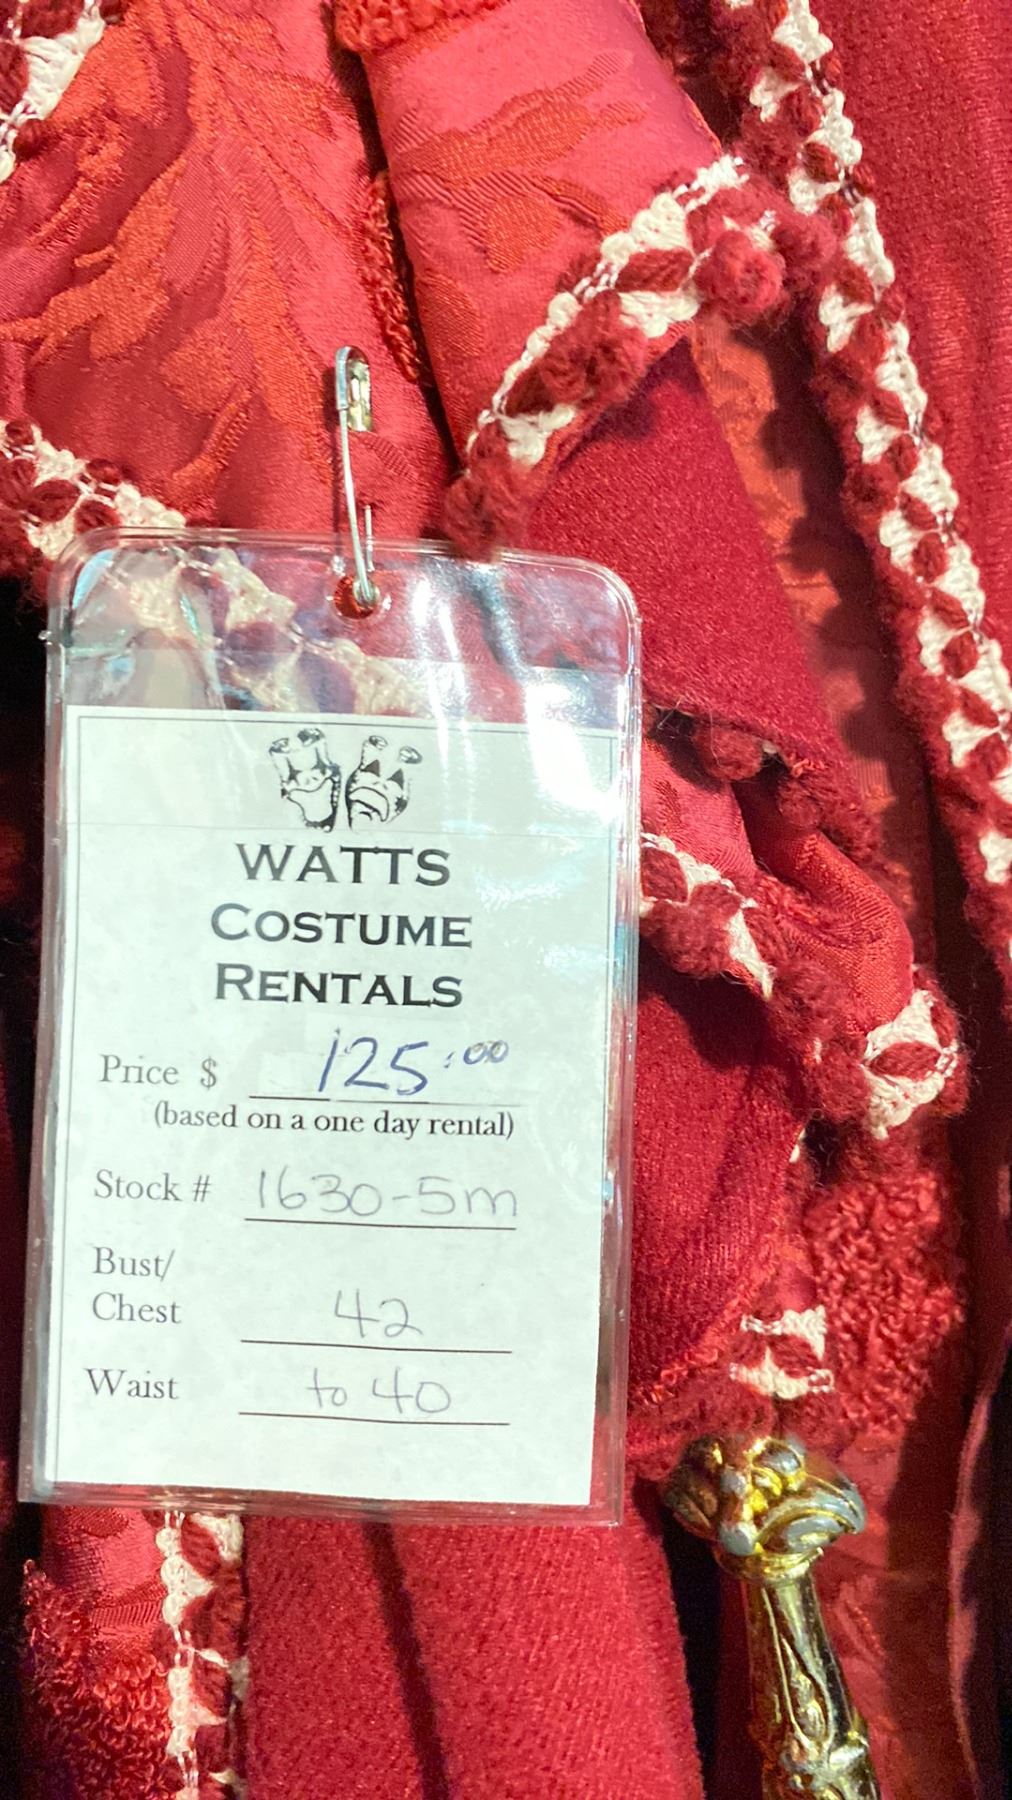 WATTS
COSTUME
RENTALS
Price $ 125.00
(based on a one day rental)
Stock # 1630-5m
Bust/
Chest 42
Waist to 40